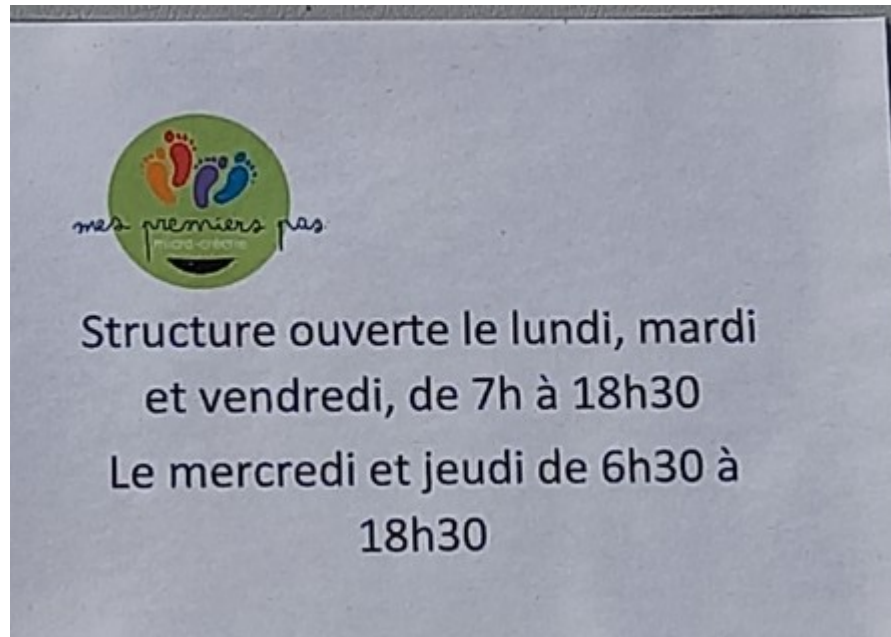 mes premiers pas
micro-crèche
Structure ouverte le lundi, mardi
et vendredi, de 7h à 18h30
Le mercredi et jeudi de 6h30 à
18h30